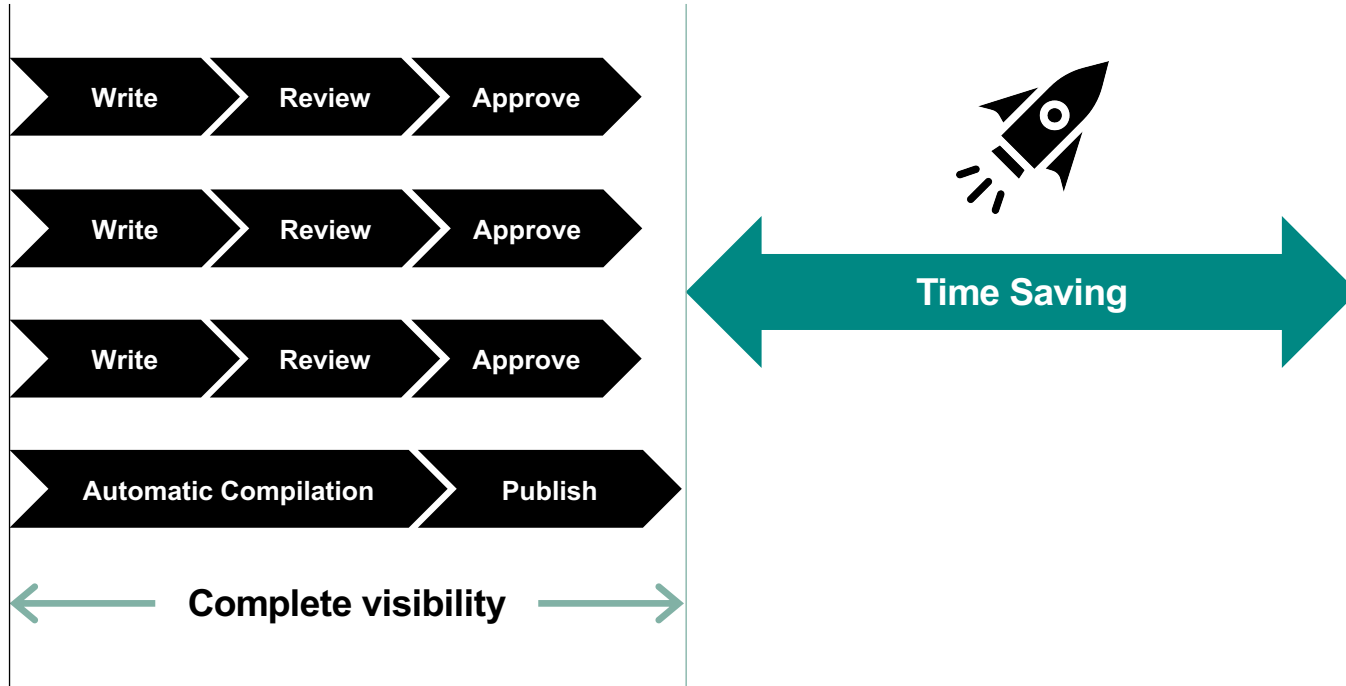 Write Review Approve
Write Review Approve
Time Saving
Write Review Approve
Automatic Compilation Publish
Complete visibility